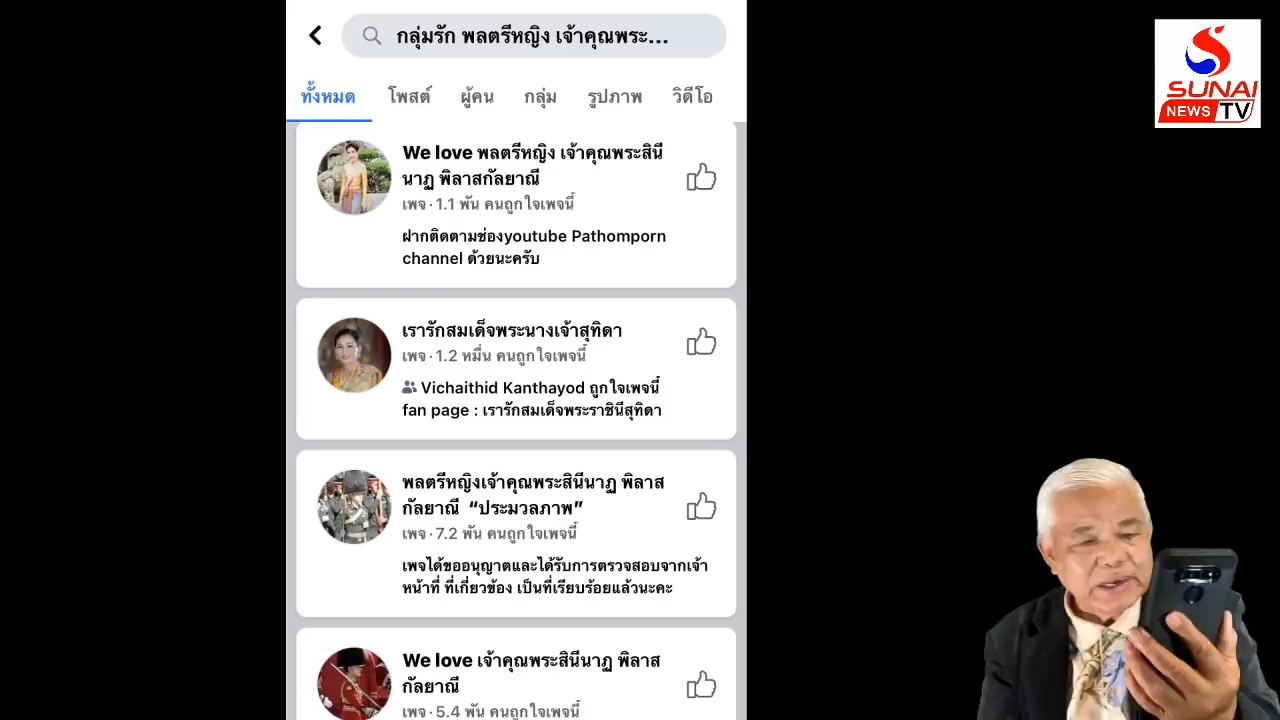 กลุ่มรัก พลตรีหญิง เจ้าคุณพระ...
ทั้งหมด โพสต์ ผู้คน กลุ่ม รูปภาพ วิดีโอ
We love พลตรีหญิง เจ้าคุณพระสินี
นาฏ พิลาสกัลยาณี
เพจ · 1.1 พัน คนถูกใจเพจนี้
ฝากติดตามช่องyoutube Pathomporn
channel ด้วยนะครับ
เรารักสมเด็จพระนางเจ้าสุทิดา
เพจ · 1.2 หมื่น คนถูกใจเพจนี้
Vichaithid Kanthayod ถูกใจเพจนี้
fan page : เรารักสมเด็จพระราชินีสุทิดา
พลตรีหญิงเจ้าคุณพระสินีนาฏ พิลาส
กัลยาณี “ประมวลภาพ”
เพจ · 7.2 พัน คนถูกใจเพจนี้
เพจได้ขออนุญาตและได้รับการตรวจสอบจากเจ้า
หน้าที่ ที่เกี่ยวข้อง เป็นที่เรียบร้อยแล้วนะคะ
We love เจ้าคุณพระสินีนาฏ พิลาส
กัลยาณี
เพจ · 5.4 พัน คนถูกใจเพจนี้
SUNAI
NEWS TV